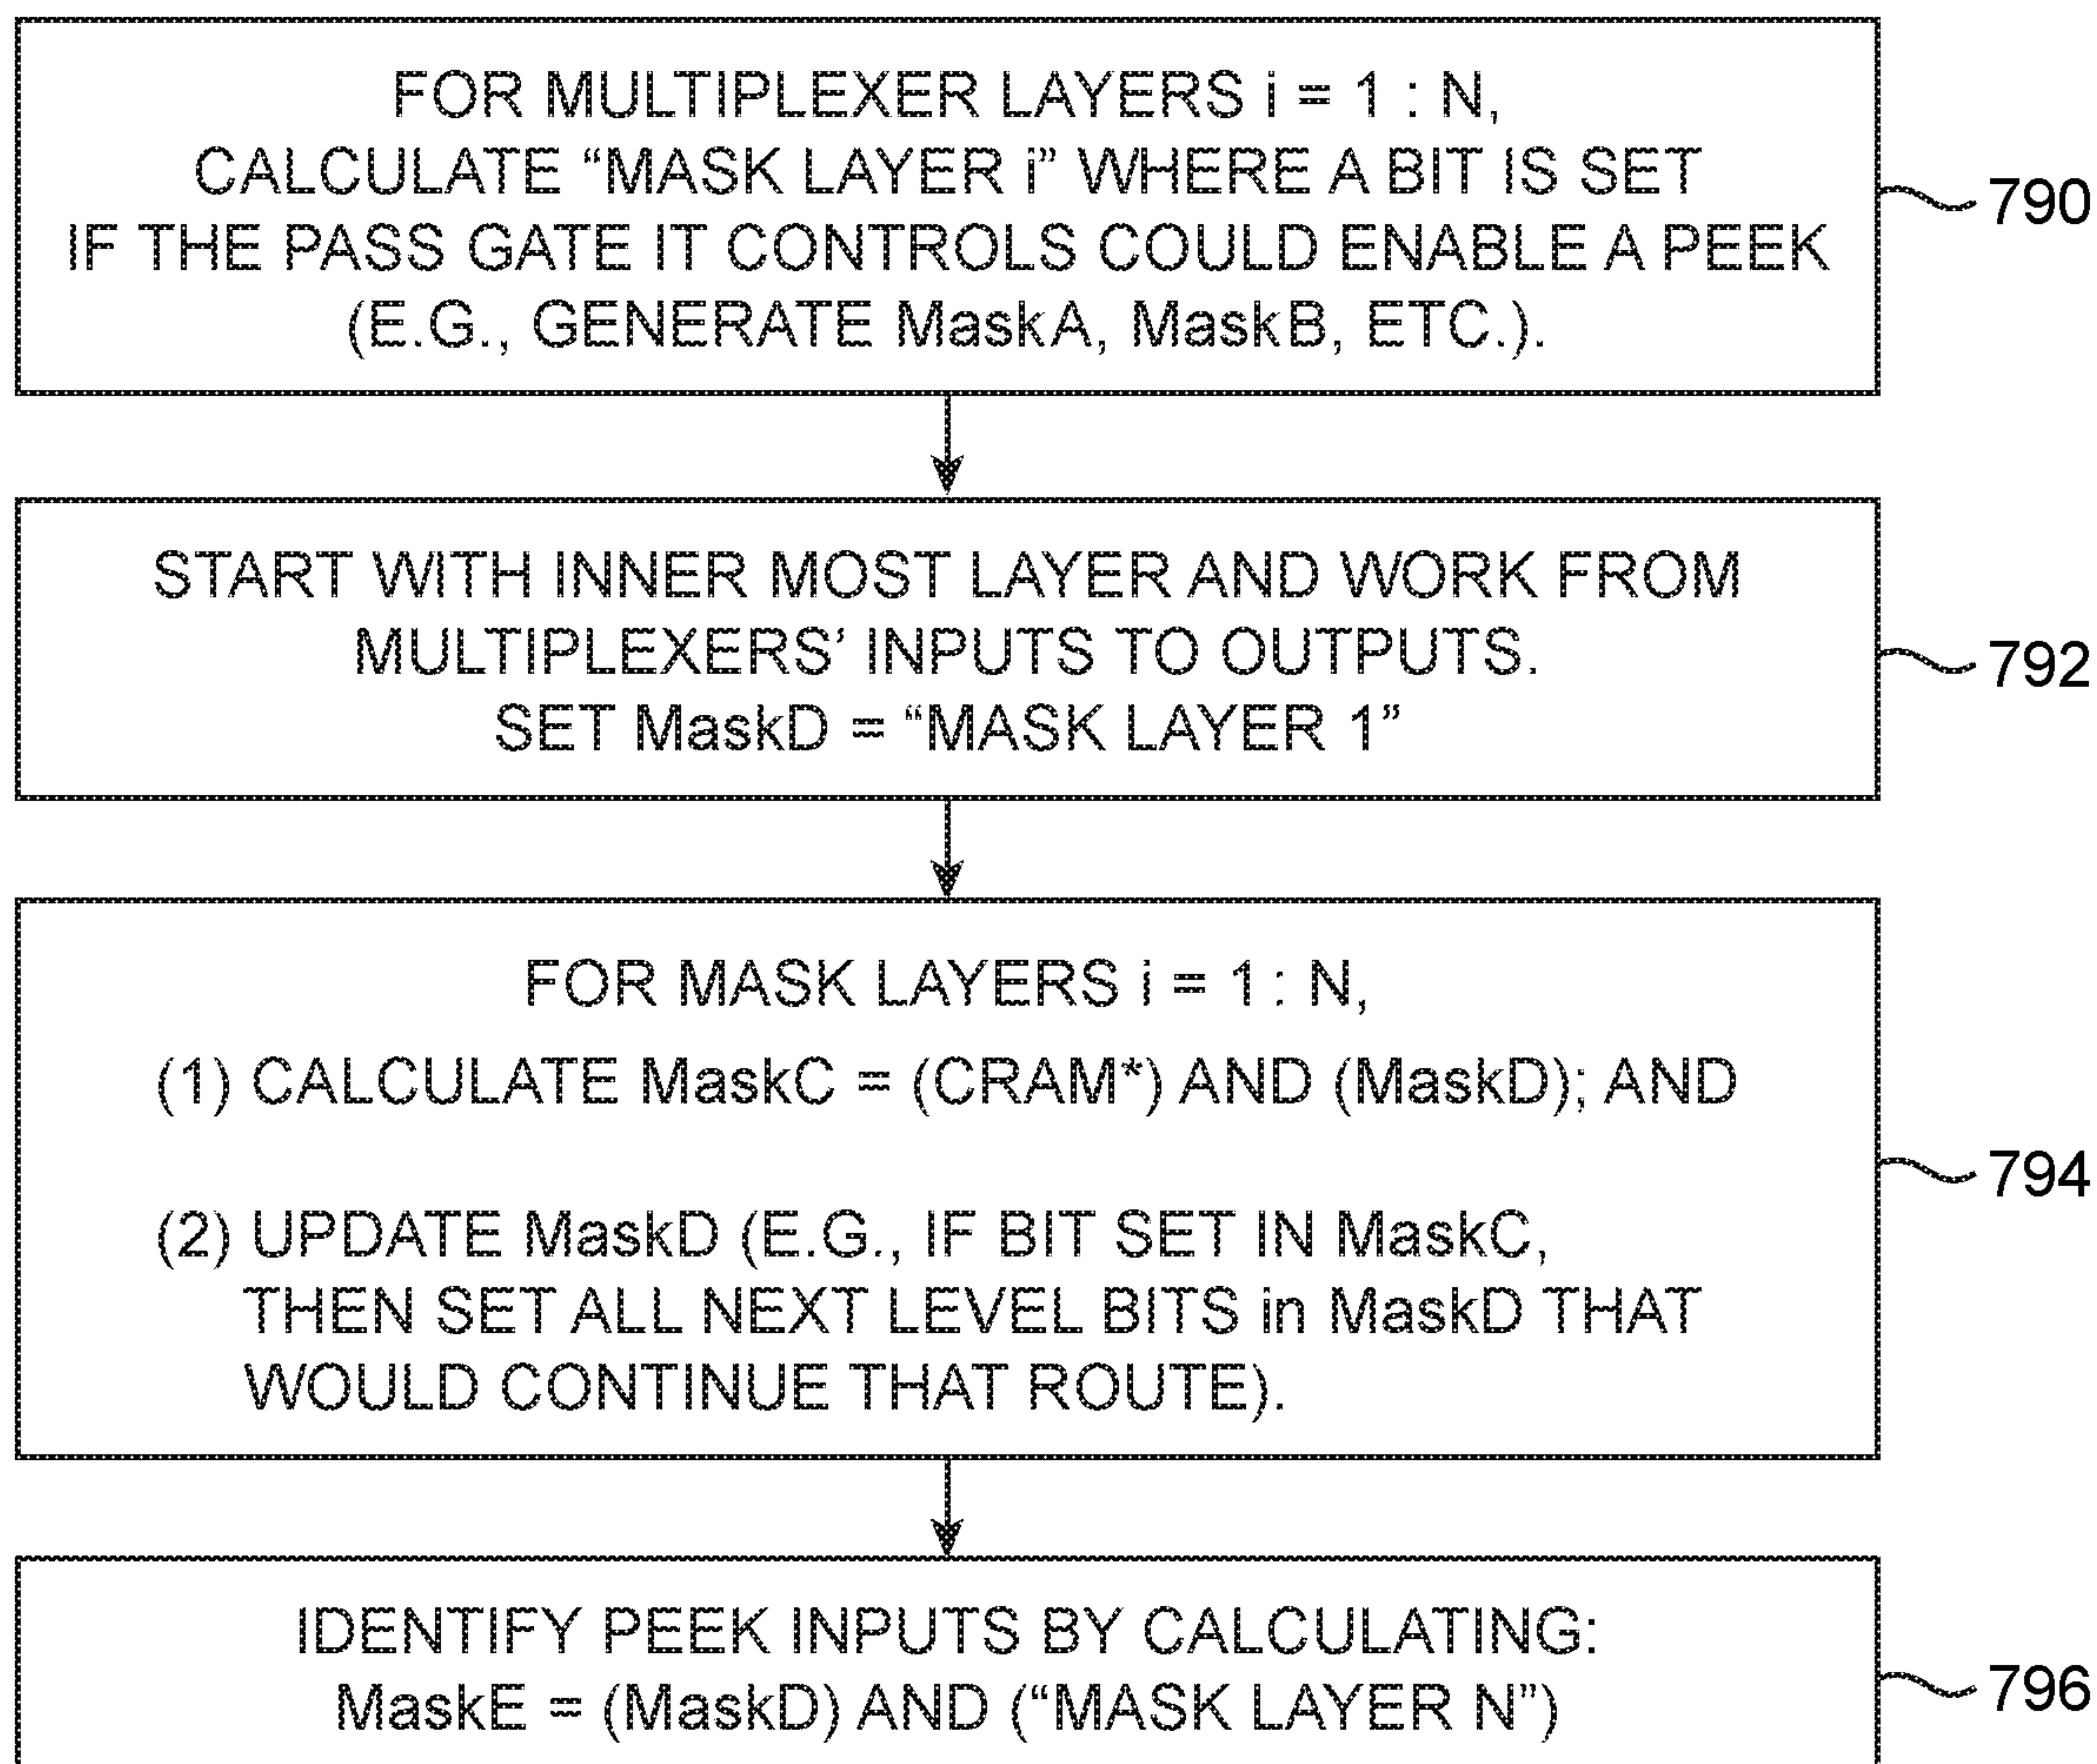 FOR MULTIPLEXER LAYERS i = 1 : N,
CALCULATE “MASK LAYER i” WHERE A BIT IS SET
IF THE PASS GATE IT CONTROLS COULD ENABLE A PEEK
(E.G., GENERATE MaskA, MaskB, ETC.).
790
START WITH INNER MOST LAYER AND WORK FROM
MULTIPLEXERS’ INPUTS TO OUTPUTS.
SET MaskD = “MASK LAYER 1”
792
FOR MASK LAYERS i = 1 : N,
(1) CALCULATE MaskC = (CRAM*) AND (MaskD); AND
(2) UPDATE MaskD (E.G., IF BIT SET IN MaskC,
THEN SET ALL NEXT LEVEL BITS in MaskD THAT
WOULD CONTINUE THAT ROUTE).
794
IDENTIFY PEEK INPUTS BY CALCULATING:
MaskE = (MaskD) AND (“MASK LAYER N”)
796